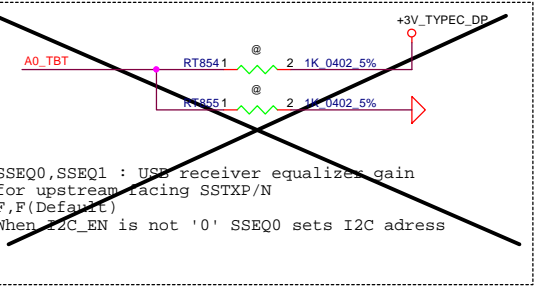 +3V_TYPEC_DP
@
A0_TBT RT854 1 2 1K_0402_5%
@
RT855 1 2 1K_0402_5%
SSEQ0,SSEQ1 : USB receiver equalizer gain
for upstream facing SSTXP/N
F,F(Default)
When I2C_EN is not '0' SSEQ0 sets I2C adress